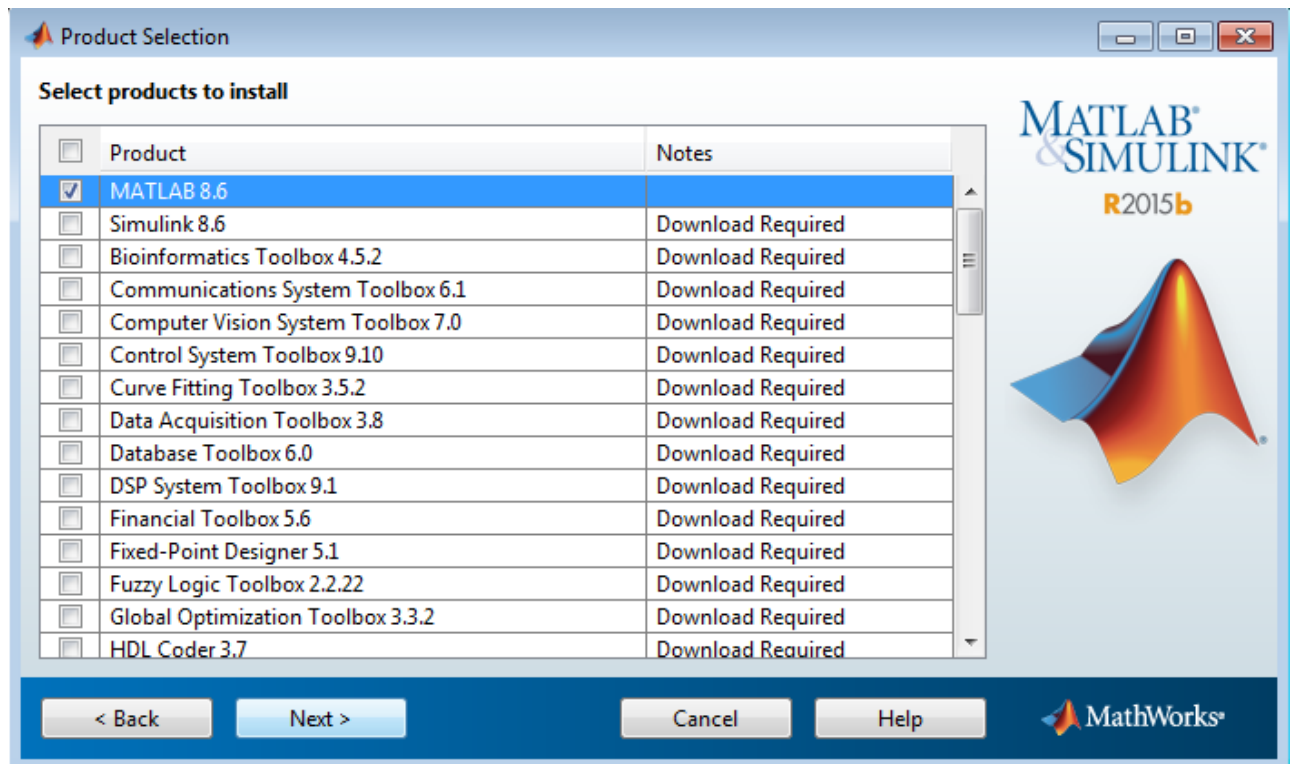 Product Selection
Select products to install
Product Notes
MATLAB 8.6
Simulink 8.6 Download Required
Bioinformatics Toolbox 4.5.2 Download Required
Communications System Toolbox 6.1 Download Required
Computer Vision System Toolbox 7.0 Download Required
Control System Toolbox 9.10 Download Required
Curve Fitting Toolbox 3.5.2 Download Required
Data Acquisition Toolbox 3.8 Download Required
Database Toolbox 6.0 Download Required
DSP System Toolbox 9.1 Download Required
Financial Toolbox 5.6 Download Required
Fixed-Point Designer 5.1 Download Required
Fuzzy Logic Toolbox 2.2.22 Download Required
Global Optimization Toolbox 3.3.2 Download Required
HDL Coder 3.7 Download Required
MATLAB®
&SIMULINK®
R2015b
®
< Back Next > Cancel Help MathWorks®